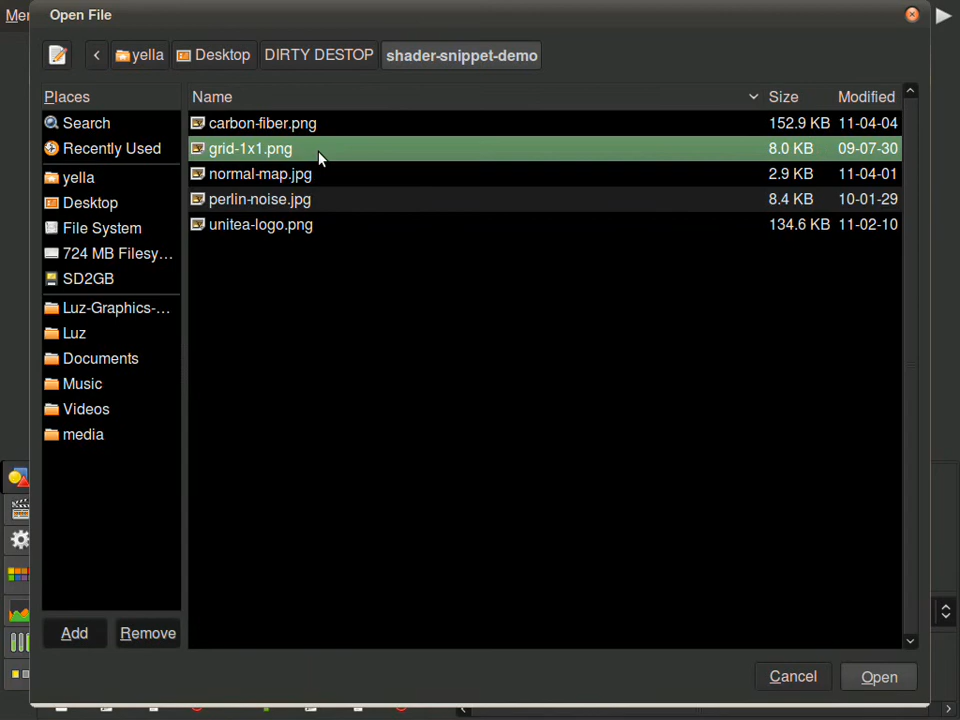 Open File
yella Desktop DIRTY DESTOP shader-snippet-demo
Places
Search
Recently Used
yella
Desktop
File System
724 MB Filesy...
SD2GB
Luz-Graphics-...
Luz
Documents
Music
Videos
media
Add Remove
Name Size Modified
carbon-fiber.png 152.9 KB 11-04-04
grid-1x1.png 8.0 KB 09-07-30
normal-map.jpg 2.9 KB 11-04-01
perlin-noise.jpg 8.4 KB 10-01-29
unitea-logo.png 134.6 KB 11-02-10
Cancel Open